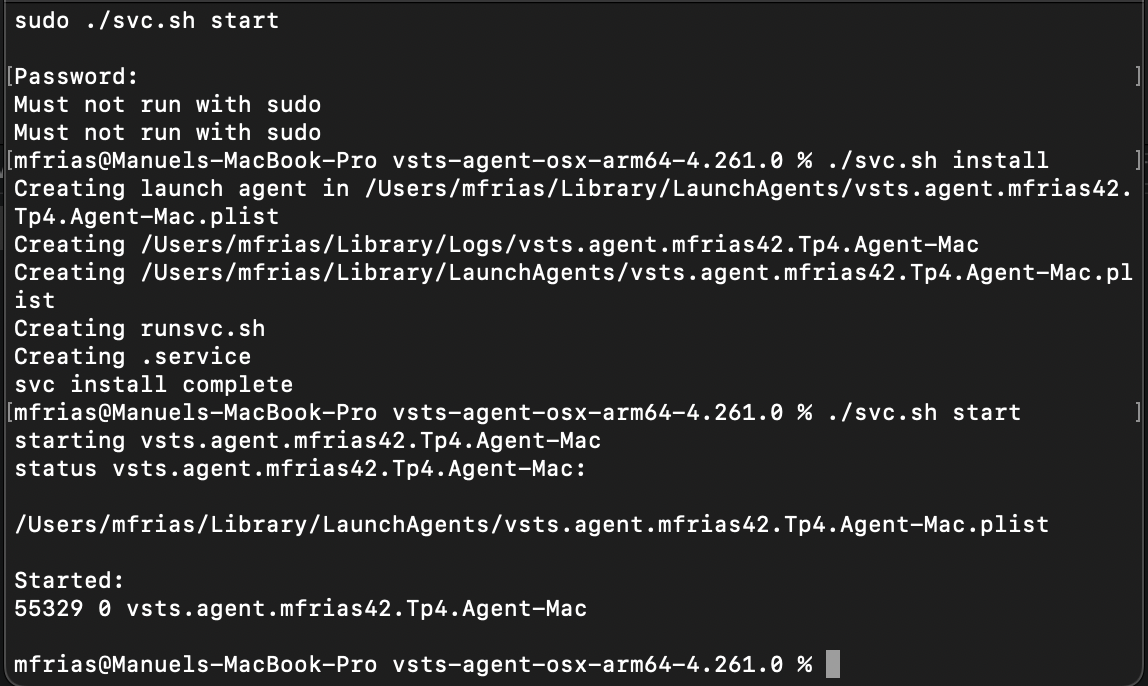 sudo ./svc.sh start
[Password: ]
Must not run with sudo
Must not run with sudo
[mfrias@Manuels-MacBook-Pro vsts-agent-osx-arm64-4.261.0 % ./svc.sh install ]
Creating launch agent in /Users/mfrias/Library/LaunchAgents/vsts.agent.mfrias42.
Tp4.Agent-Mac.plist
Creating /Users/mfrias/Library/Logs/vsts.agent.mfrias42.Tp4.Agent-Mac
Creating /Users/mfrias/Library/LaunchAgents/vsts.agent.mfrias42.Tp4.Agent-Mac.pl
ist
Creating runsvc.sh
Creating .service
svc install complete
[mfrias@Manuels-MacBook-Pro vsts-agent-osx-arm64-4.261.0 % ./svc.sh start ]
starting vsts.agent.mfrias42.Tp4.Agent-Mac
status vsts.agent.mfrias42.Tp4.Agent-Mac:
/Users/mfrias/Library/LaunchAgents/vsts.agent.mfrias42.Tp4.Agent-Mac.plist
Started:
55329 0 vsts.agent.mfrias42.Tp4.Agent-Mac
mfrias@Manuels-MacBook-Pro vsts-agent-osx-arm64-4.261.0 %